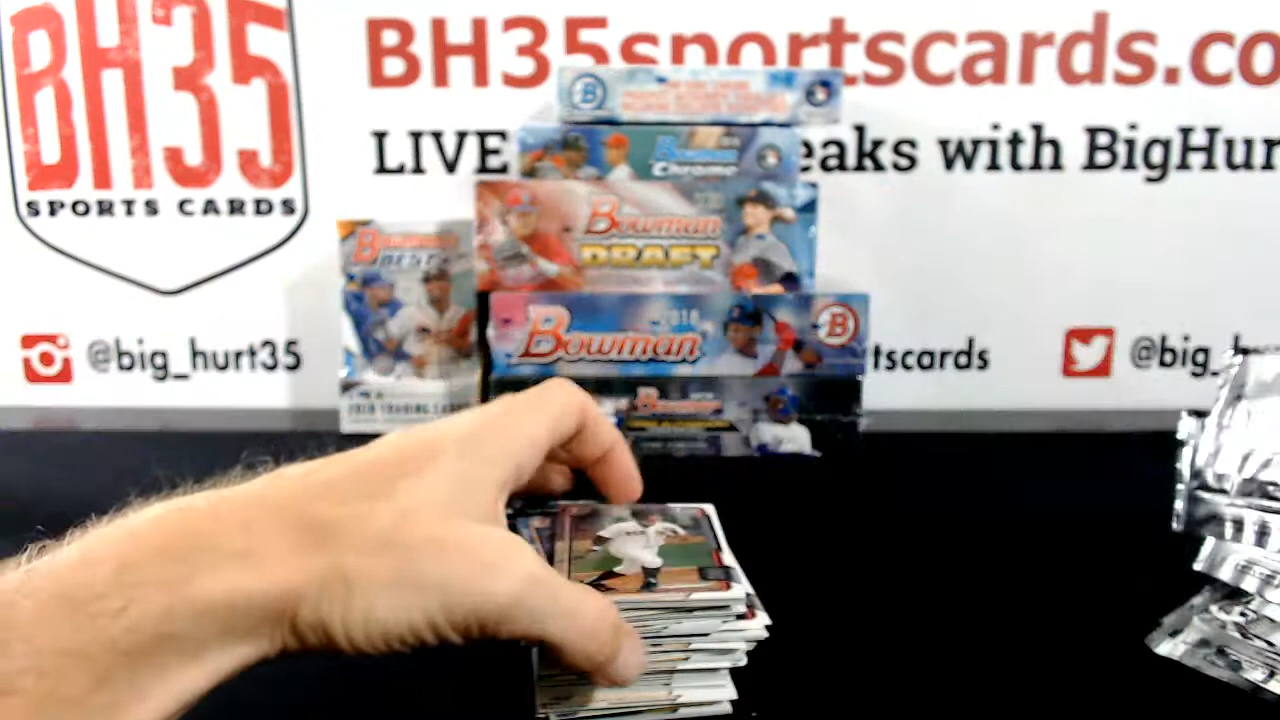 BH35
SPORTS CARDS
BH35sportscards.co
LIVE
eaks with BigHur
B
Bowman
Chrome
Bowman
DRAFT
Bowman
BEST
2018
Bowman
B
Bowman
@big_hurt35
tscards
@big_